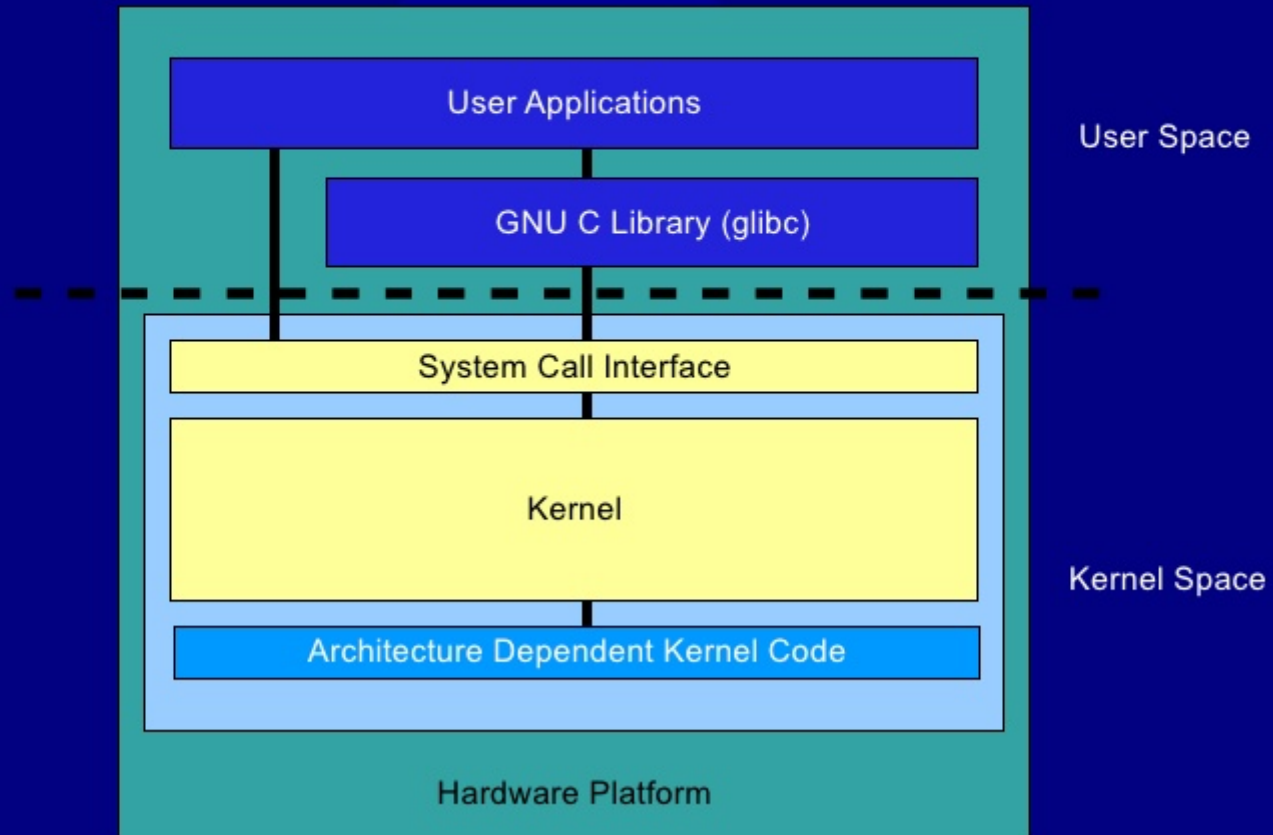 User Applications
User Space
GNU C Library (glibc)
System Call Interface
Kernel
Kernel Space
Architecture Dependent Kernel Code
Hardware Platform